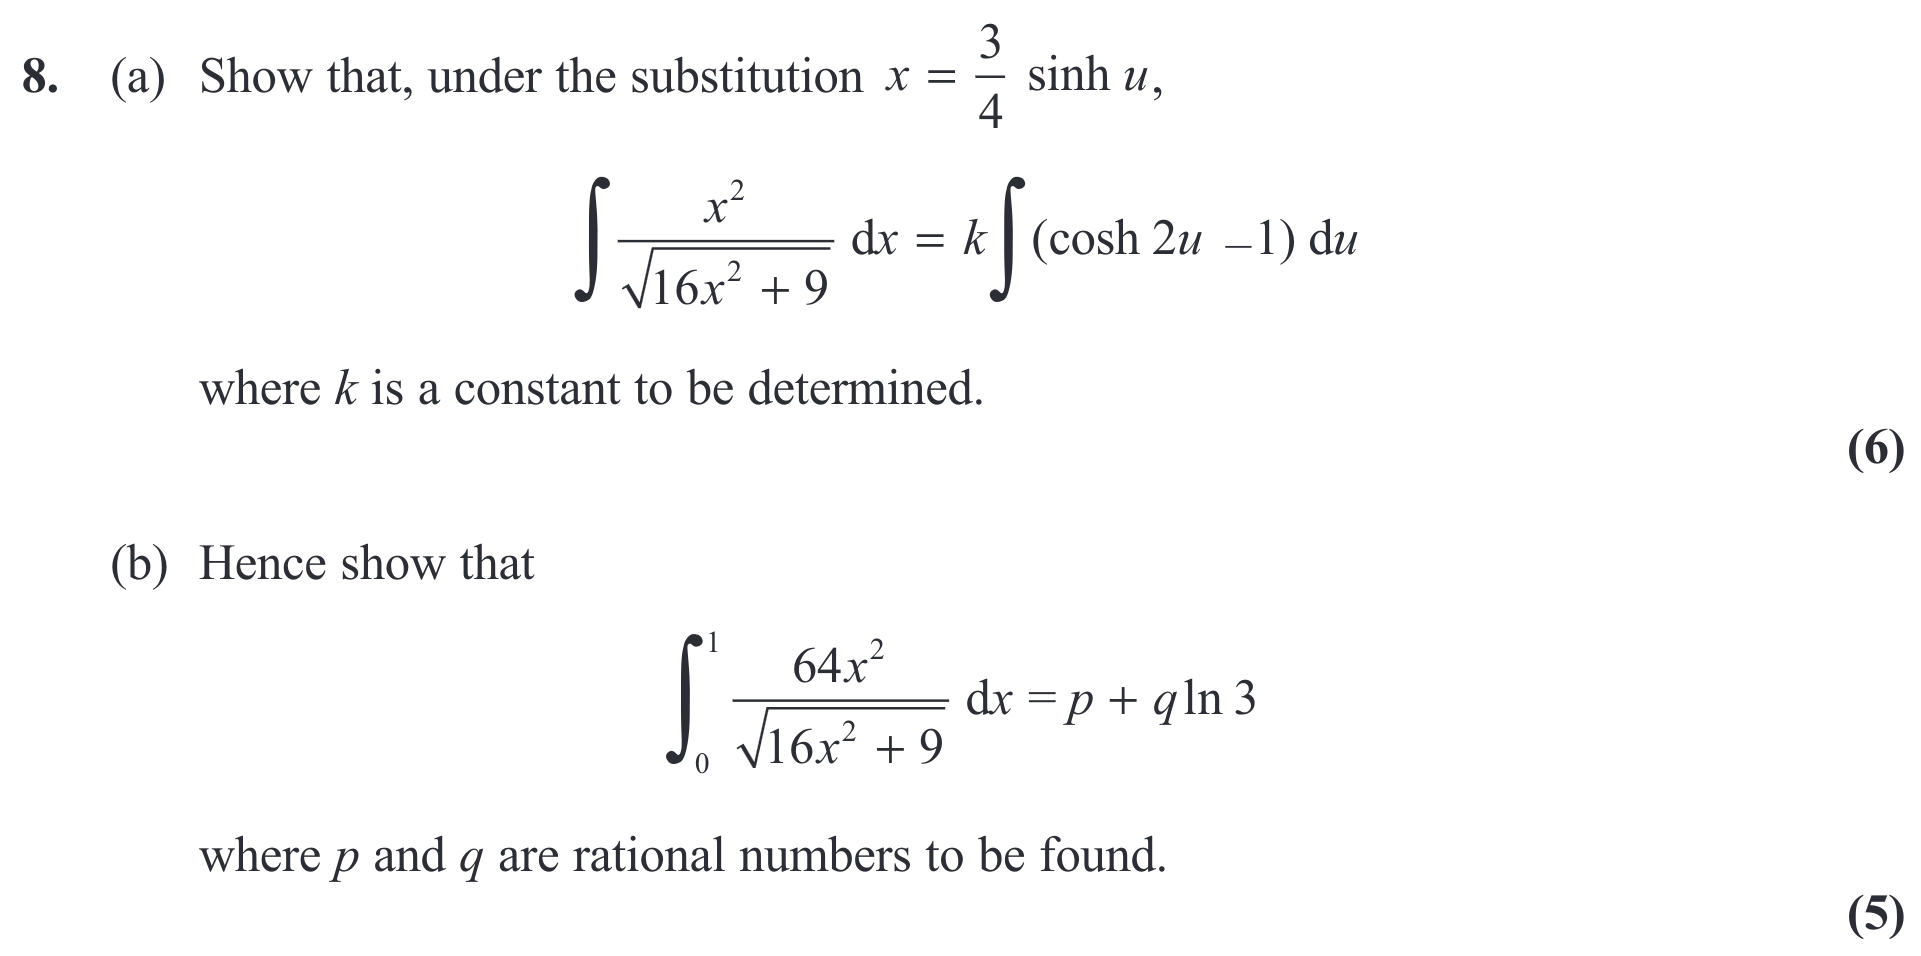 8. (a) Show that, under the substitution x = 3/4 sinh u,
∫ x²/√(16x² + 9) dx = k∫(cosh 2u – 1) du
where k is a constant to be determined.
(6)
(b) Hence show that
∫₀¹ 64x²/√(16x² + 9) dx = p + q ln 3
where p and q are rational numbers to be found.
(5)